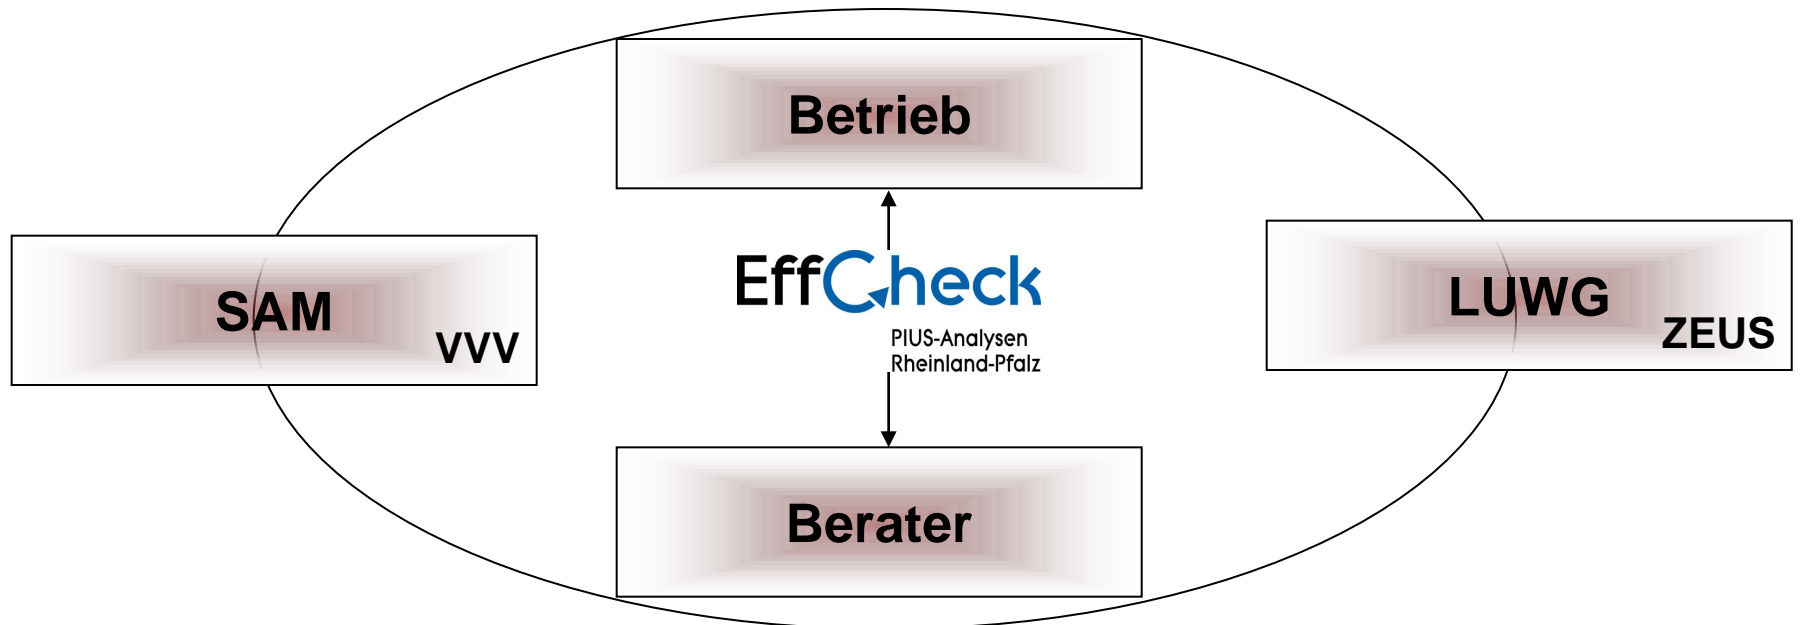 Betrieb
SAM
VVV
EffCheck
PIUS-Analysen
Rheinland-Pfalz
LUWG
ZEUS
Berater